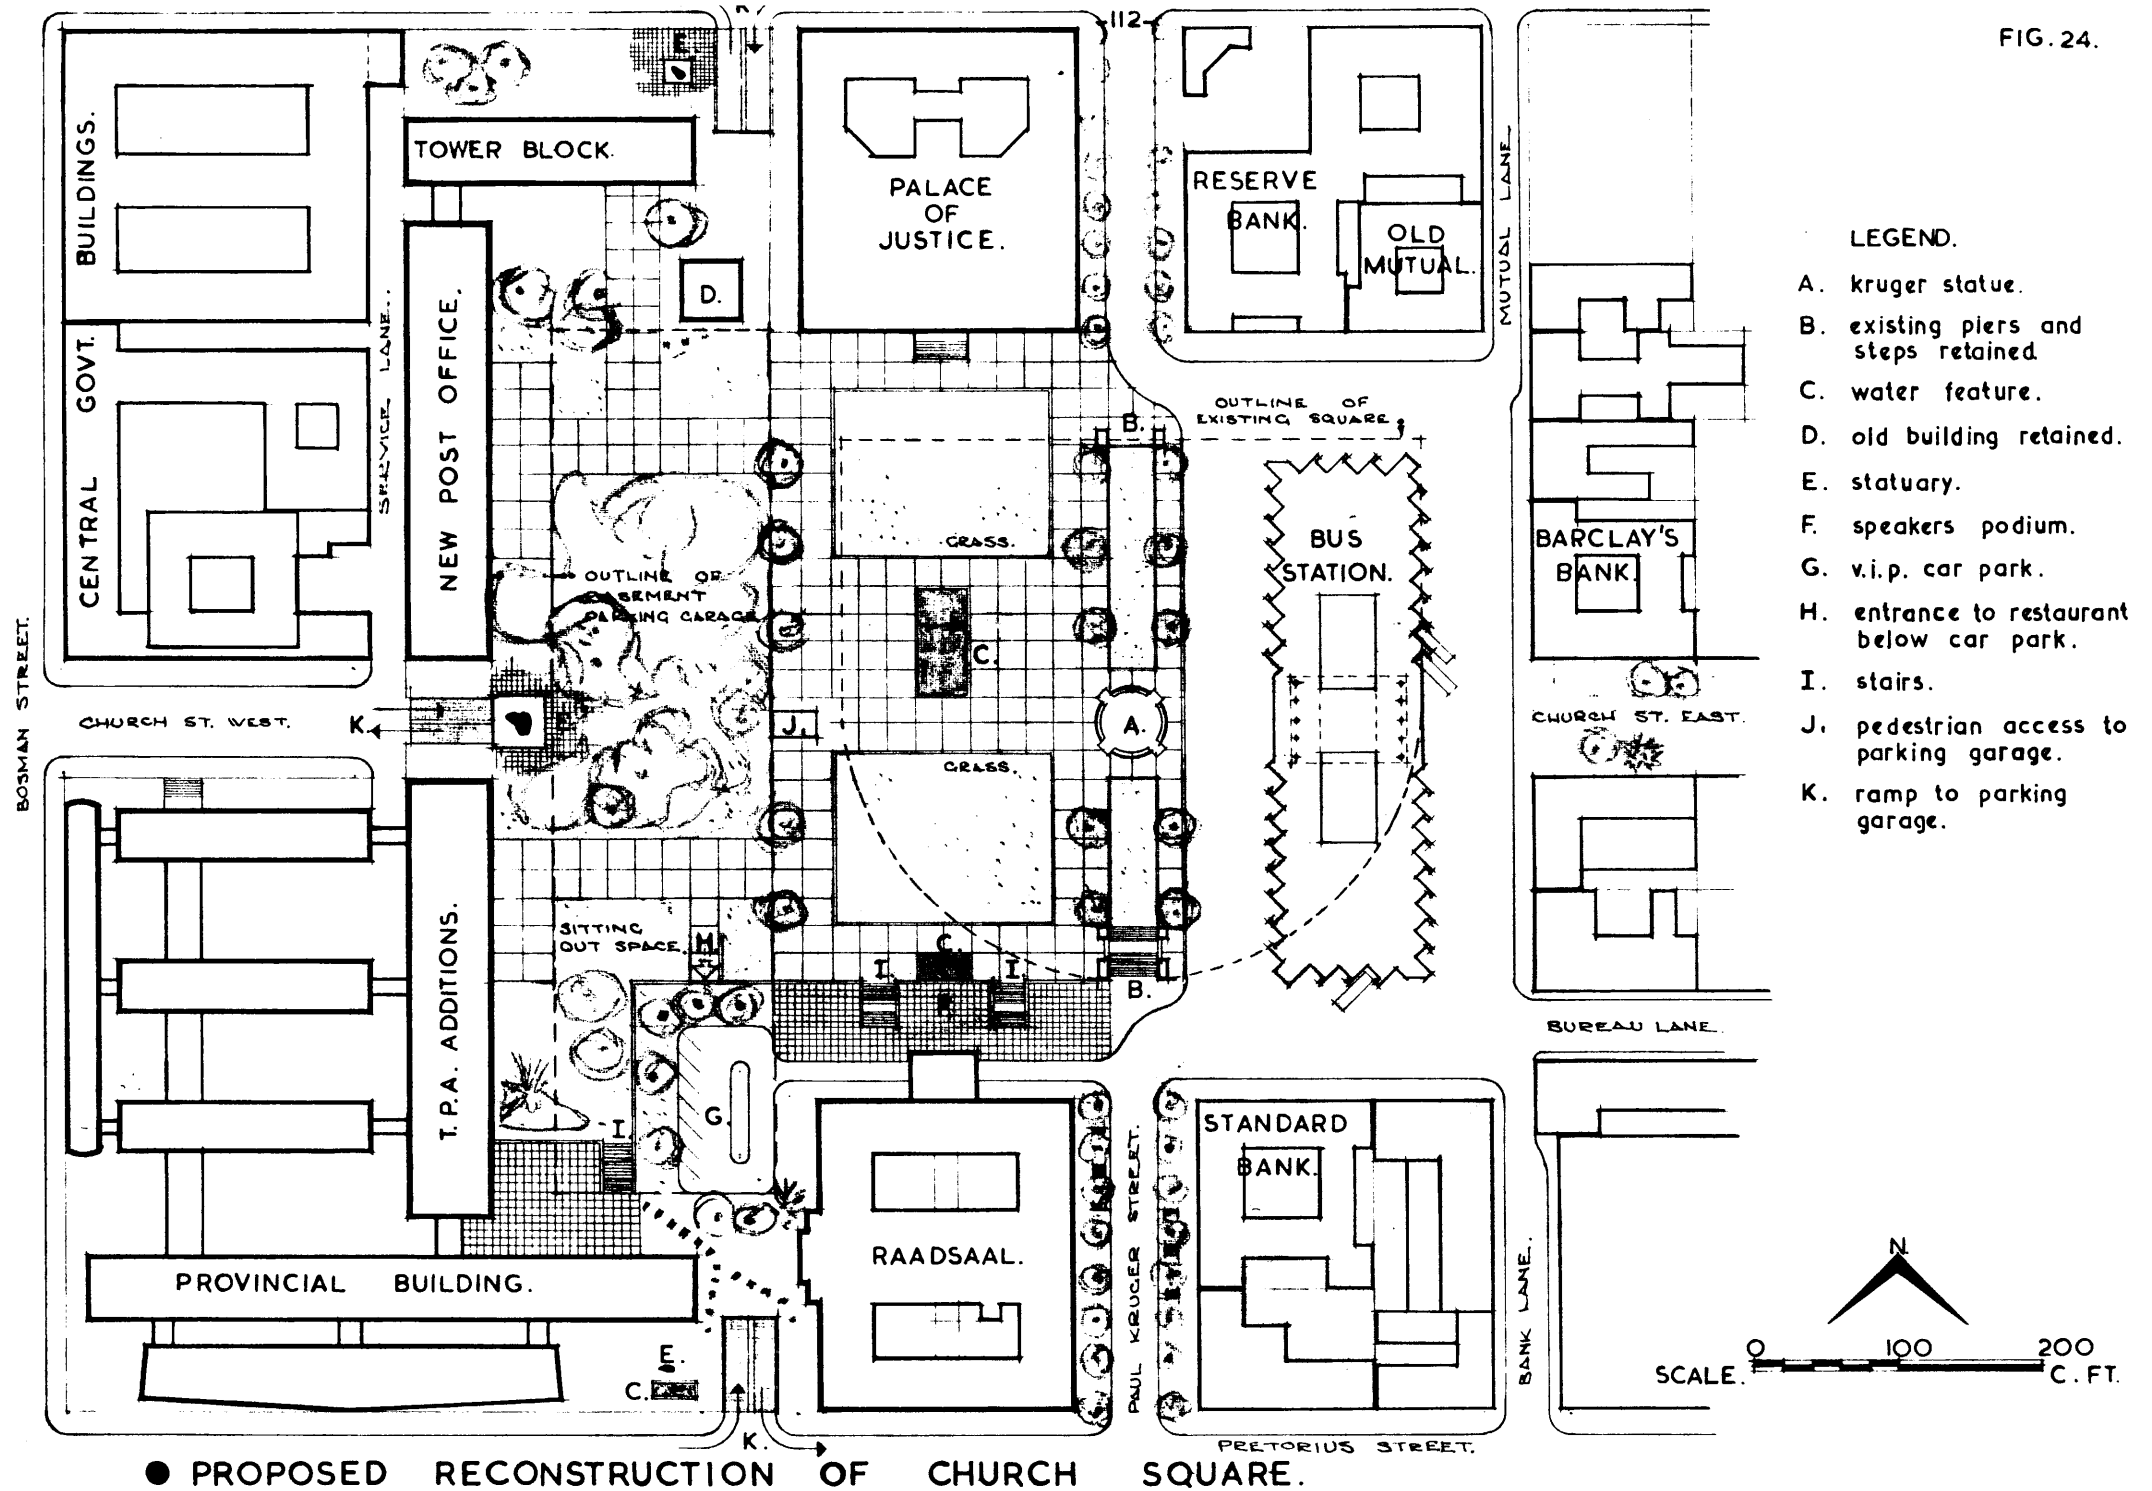 FIG. 24.
112
E.
TOWER BLOCK.
PALACE
OF
JUSTICE.
RESERVE
BANK.
OLD
MUTUAL.
MUTUAL LANE.
CENTRAL GOVT. BUILDINGS.
SERVICE LANE.
NEW POST OFFICE.
D.
OUTLINE OF
EXISTING SQUARE.
B.
GRASS.
BUS
STATION.
BARCLAY'S
BANK.
OUTLINE OF
BASEMENT
PARKING GARAGE
C.
BOSMAN STREET.
CHURCH ST. WEST.
K.
E.
J.
A.
CHURCH ST. EAST.
GRASS.
T.P.A. ADDITIONS.
SITTING
OUT SPACE.
H.
I.
C.
I.
B.
BUREAU LANE.
G.
I.
STANDARD
BANK.
PAUL KRUGER STREET.
RAADSAAL.
PROVINCIAL BUILDING.
BANK LANE.
E.
C.
K.
PRETORIUS STREET.
LEGEND.
A. kruger statue.
B. existing piers and
steps retained
C. water feature.
D. old building retained.
E. statuary.
F. speakers podium.
G. v.i.p. car park.
H. entrance to restaurant
below car park.
I. stairs.
J. pedestrian access to
parking garage.
K. ramp to parking
garage.
N
0 100 200
SCALE. C. FT.
● PROPOSED RECONSTRUCTION OF CHURCH SQUARE.